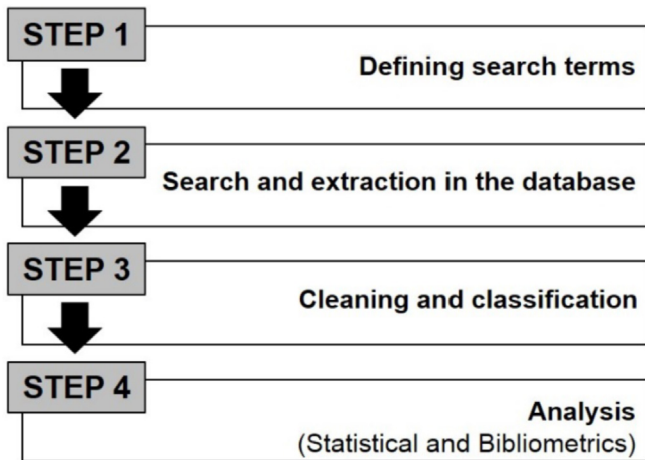 STEP 1
Defining search terms
STEP 2
Search and extraction in the database
STEP 3
Cleaning and classification
STEP 4
Analysis
(Statistical and Bibliometrics)